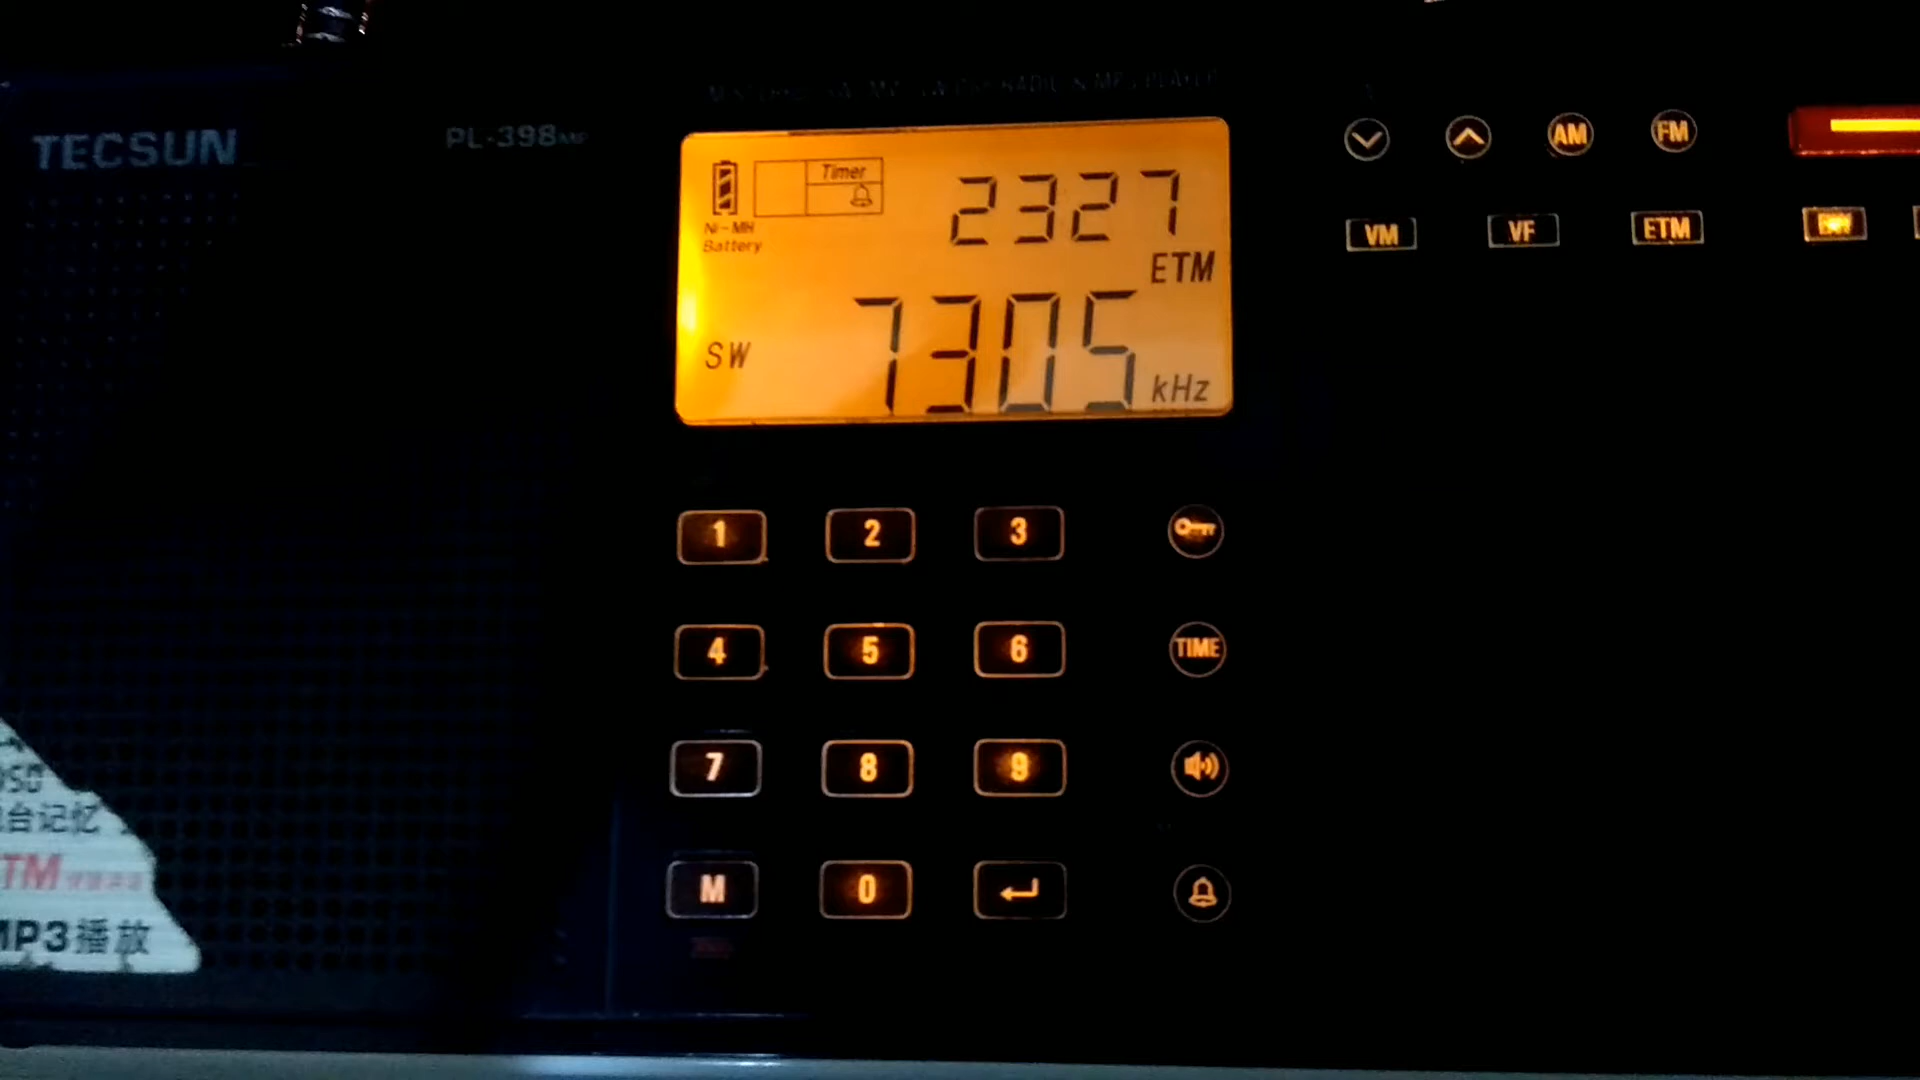 TECSUN
PL-398MP
Timer
2327
Ni-MH
Battery
ETM
SW
7305
kHz
AM
FM
VM
VF
ETM
1
2
3
4
5
6
TIME
7
8
9
M
0
台记忆
TM
MP3播放